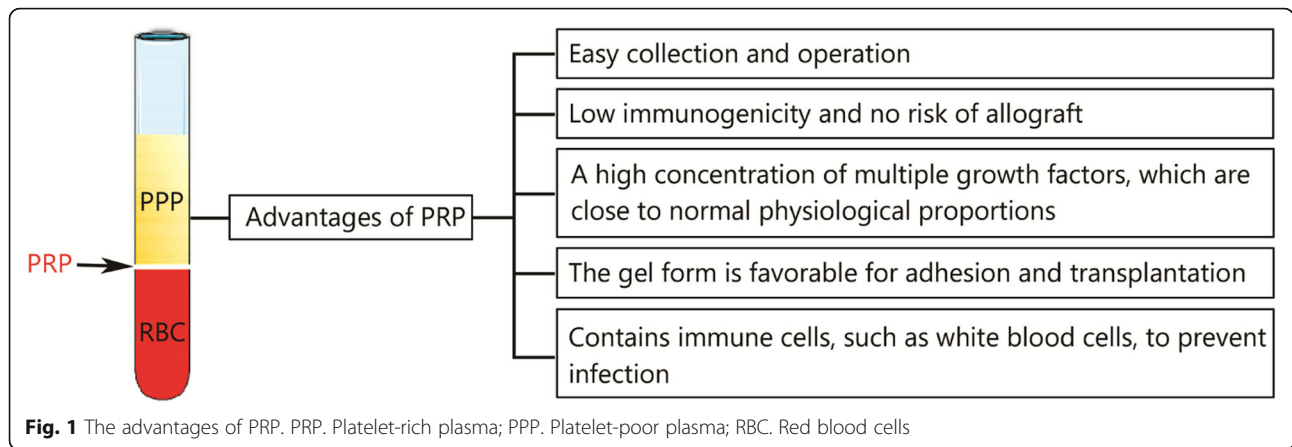 PPP
PRP
RBC
Advantages of PRP
Easy collection and operation
Low immunogenicity and no risk of allograft
A high concentration of multiple growth factors, which are
close to normal physiological proportions
The gel form is favorable for adhesion and transplantation
Contains immune cells, such as white blood cells, to prevent
infection
Fig. 1 The advantages of PRP. PRP. Platelet-rich plasma; PPP. Platelet-poor plasma; RBC. Red blood cells